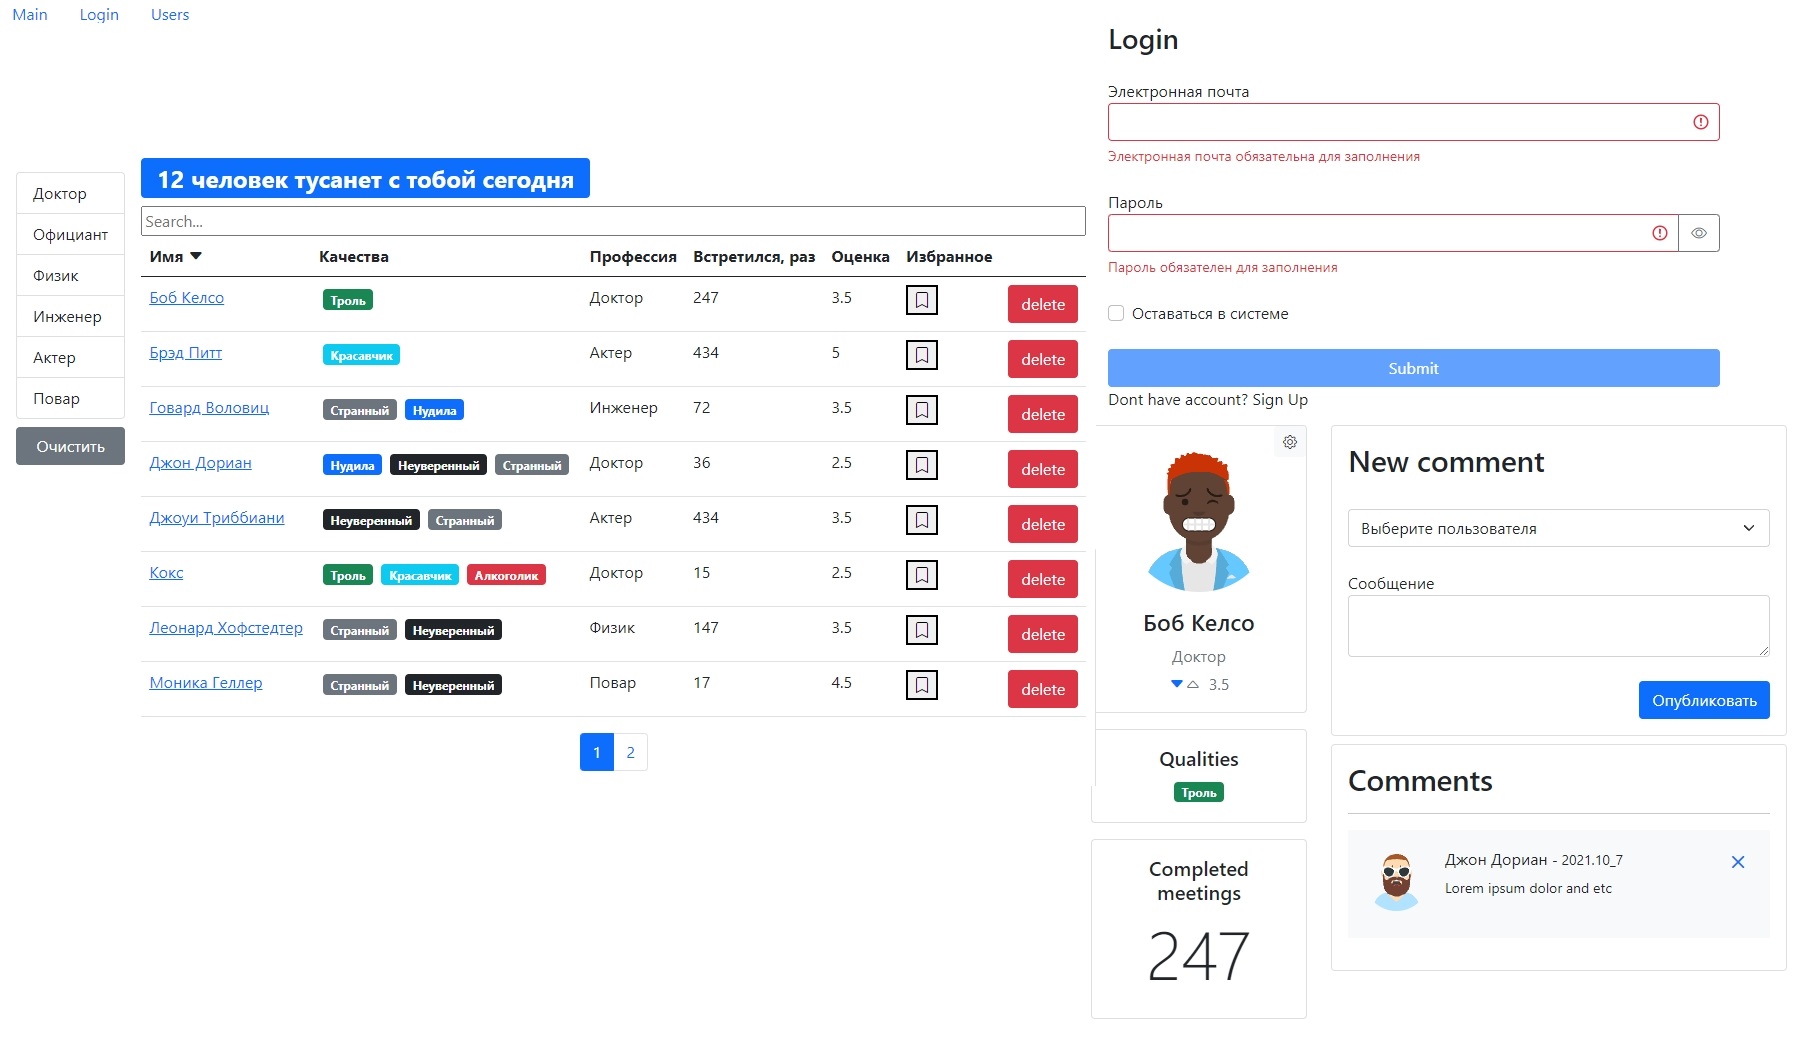 Main Login Users
Доктор
Официант
Физик
Инженер
Актер
Повар
Очистить
12 человек тусанет с тобой сегодня
Search...
Имя Качества Профессия Встретился, раз Оценка Избранное
Боб Келсо Троль Доктор 247 3.5 delete
Брэд Питт Красавчик Актер 434 5 delete
Говард Воловиц Странный Нудила Инженер 72 3.5 delete
Джон Дориан Нудила Неуверенный Странный Доктор 36 2.5 delete
Джоуи Триббиани Неуверенный Странный Актер 434 3.5 delete
Кокс Троль Красавчик Алкоголик Доктор 15 2.5 delete
Леонард Хофстедтер Странный Неуверенный Физик 147 3.5 delete
Моника Геллер Странный Неуверенный Повар 17 4.5 delete
1 2
Login
Электронная почта
Электронная почта обязательна для заполнения
Пароль
Пароль обязателен для заполнения
Оставаться в системе
Submit
Dont have account? Sign Up
Боб Келсо
Доктор
3.5
Qualities
Троль
Completed
meetings
247
New comment
Выберите пользователя
Сообщение
Опубликовать
Comments
Джон Дориан - 2021.10_7
Lorem ipsum dolor and etc